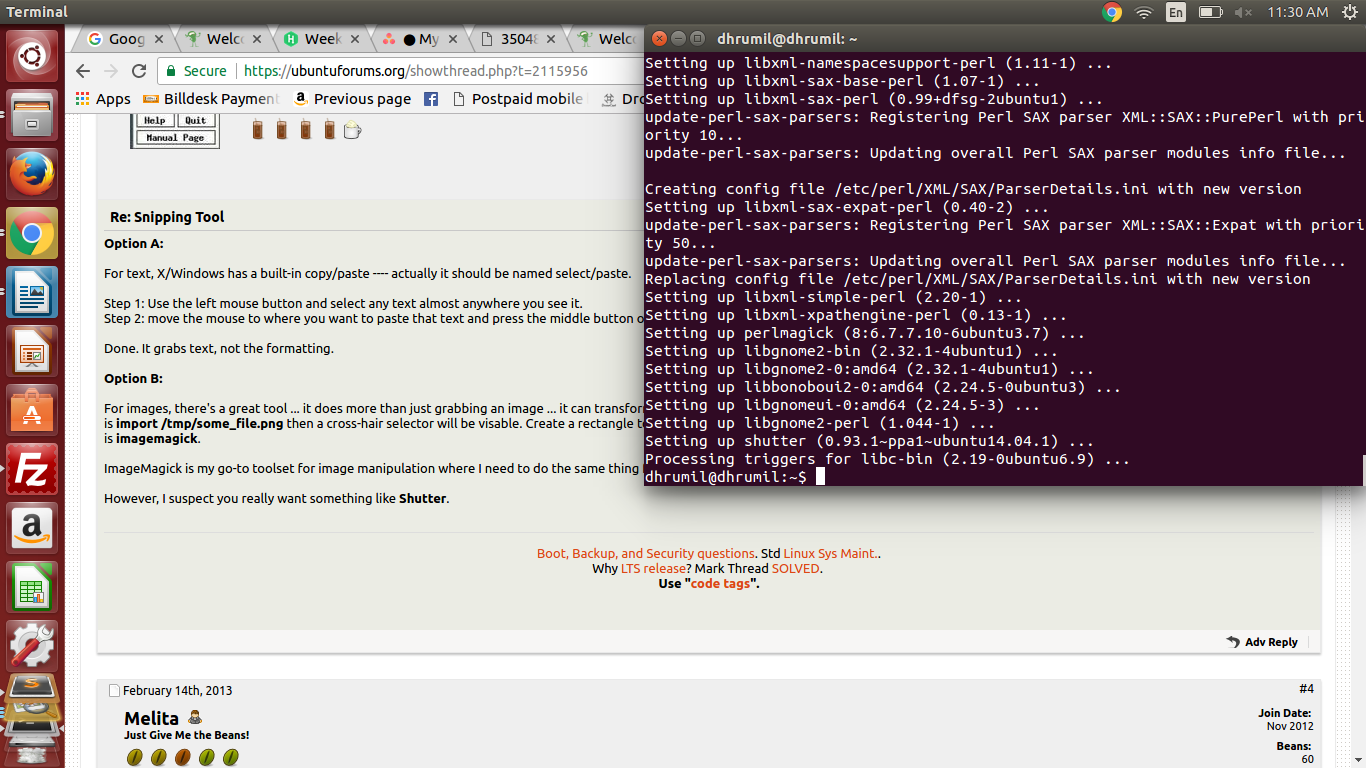 Terminal
En
11:30 AM
Goog
Welco
Week
● My
35048
Welco
Secure
https://ubuntuforums.org/showthread.php?t=2115956
Apps
Billdesk Payment
Previous page
Postpaid mobile
Dro
Help
Quit
Manual Page
Re: Snipping Tool
Option A:
For text, X/Windows has a built-in copy/paste ---- actually it should be named select/paste.
Step 1: Use the left mouse button and select any text almost anywhere you see it.
Step 2: move the mouse to where you want to paste that text and press the middle button o
Done. It grabs text, not the formatting.
Option B:
For images, there's a great tool ... it does more than just grabbing an image ... it can transfor
is import /tmp/some_file.png then a cross-hair selector will be visable. Create a rectangle to
is imagemagick.
ImageMagick is my go-to toolset for image manipulation where I need to do the same thing
However, I suspect you really want something like Shutter.
Boot, Backup, and Security questions. Std Linux Sys Maint..
Why LTS release? Mark Thread SOLVED.
Use "code tags".
Adv Reply
February 14th, 2013
#4
Melita
Just Give Me the Beans!
Join Date:
Nov 2012
Beans:
60
dhrumil@dhrumil: ~
Setting up libxml-namespacesupport-perl (1.11-1) ...
Setting up libxml-sax-base-perl (1.07-1) ...
Setting up libxml-sax-perl (0.99+dfsg-2ubuntu1) ...
update-perl-sax-parsers: Registering Perl SAX parser XML::SAX::PurePerl with pri
ority 10...
update-perl-sax-parsers: Updating overall Perl SAX parser modules info file...
Creating config file /etc/perl/XML/SAX/ParserDetails.ini with new version
Setting up libxml-sax-expat-perl (0.40-2) ...
update-perl-sax-parsers: Registering Perl SAX parser XML::SAX::Expat with priori
ty 50...
update-perl-sax-parsers: Updating overall Perl SAX parser modules info file...
Replacing config file /etc/perl/XML/SAX/ParserDetails.ini with new version
Setting up libxml-simple-perl (2.20-1) ...
Setting up libxml-xpathengine-perl (0.13-1) ...
Setting up perlmagick (8:6.7.7.10-6ubuntu3.7) ...
Setting up libgnome2-bin (2.32.1-4ubuntu1) ...
Setting up libgnome2-0:amd64 (2.32.1-4ubuntu1) ...
Setting up libbonoboui2-0:amd64 (2.24.5-0ubuntu3) ...
Setting up libgnomeui-0:amd64 (2.24.5-3) ...
Setting up libgnome2-perl (1.044-1) ...
Setting up shutter (0.93.1~ppa1~ubuntu14.04.1) ...
Processing triggers for libc-bin (2.19-0ubuntu6.9) ...
dhrumil@dhrumil:~$